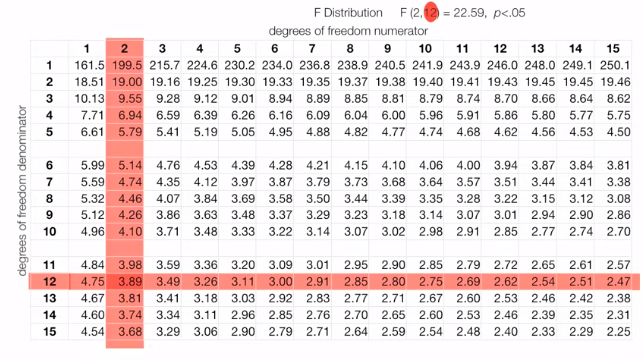 F Distribution F (2,12) = 22.59, p<.05
degrees of freedom numerator
degrees of freedom denominator
1 2 3 4 5 6 7 8 9 10 11 12 13 14 15
1 161.5 199.5 215.7 224.6 230.2 234.0 236.8 238.9 240.5 241.9 243.9 246.0 248.0 249.1 250.1
2 18.51 19.00 19.16 19.25 19.30 19.33 19.35 19.37 19.38 19.40 19.41 19.43 19.45 19.45 19.46
3 10.13 9.55 9.28 9.12 9.01 8.94 8.89 8.85 8.81 8.79 8.74 8.70 8.66 8.64 8.62
4 7.71 6.94 6.59 6.39 6.26 6.16 6.09 6.04 6.00 5.96 5.91 5.86 5.80 5.77 5.75
5 6.61 5.79 5.41 5.19 5.05 4.95 4.88 4.82 4.77 4.74 4.68 4.62 4.56 4.53 4.50
6 5.99 5.14 4.76 4.53 4.39 4.28 4.21 4.15 4.10 4.06 4.00 3.94 3.87 3.84 3.81
7 5.59 4.74 4.35 4.12 3.97 3.87 3.79 3.73 3.68 3.64 3.57 3.51 3.44 3.41 3.38
8 5.32 4.46 4.07 3.84 3.69 3.58 3.50 3.44 3.39 3.35 3.28 3.22 3.15 3.12 3.08
9 5.12 4.26 3.86 3.63 3.48 3.37 3.29 3.23 3.18 3.14 3.07 3.01 2.94 2.90 2.86
10 4.96 4.10 3.71 3.48 3.33 3.22 3.14 3.07 3.02 2.98 2.91 2.85 2.77 2.74 2.70
11 4.84 3.98 3.59 3.36 3.20 3.09 3.01 2.95 2.90 2.85 2.79 2.72 2.65 2.61 2.57
12 4.75 3.89 3.49 3.26 3.11 3.00 2.91 2.85 2.80 2.75 2.69 2.62 2.54 2.51 2.47
13 4.67 3.81 3.41 3.18 3.03 2.92 2.83 2.77 2.71 2.67 2.60 2.53 2.46 2.42 2.38
14 4.60 3.74 3.34 3.11 2.96 2.85 2.76 2.70 2.65 2.60 2.53 2.46 2.39 2.35 2.31
15 4.54 3.68 3.29 3.06 2.90 2.79 2.71 2.64 2.59 2.54 2.48 2.40 2.33 2.29 2.25